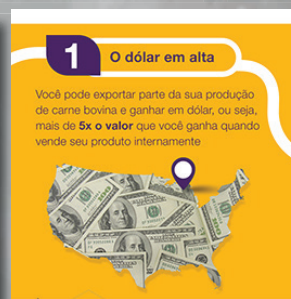 1
O dólar em alta
Você pode exportar parte da sua produção
de carne bovina e ganhar em dólar, ou seja,
mais de 5x o valor que você ganha quando
vende seu produto internamente